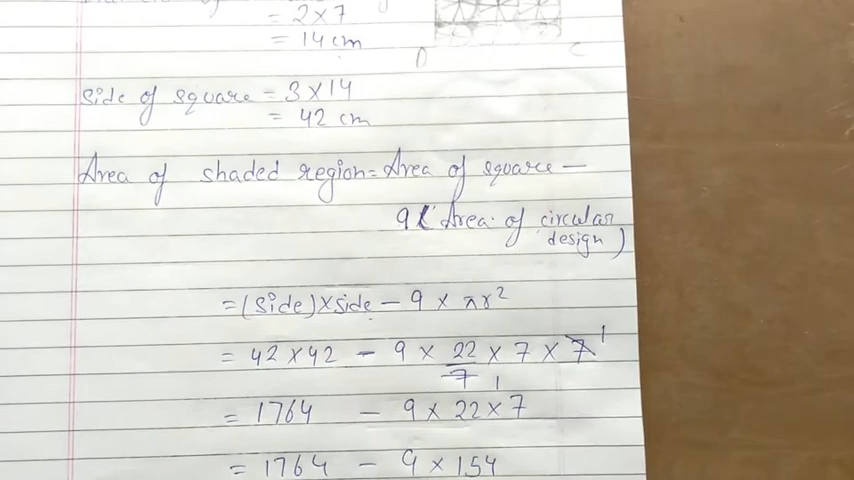 = 2 × 7
= 14 cm
D C
Side of square = 3 × 14
= 42 cm
Area of shaded region = Area of square –
9 ( Area of circular
design )
= (Side) × side – 9 × πr²
= 42 × 42 – 9 × 22/7 × 7 × 7 1
1
= 1764 – 9 × 22 × 7
= 1764 – 9 × 154